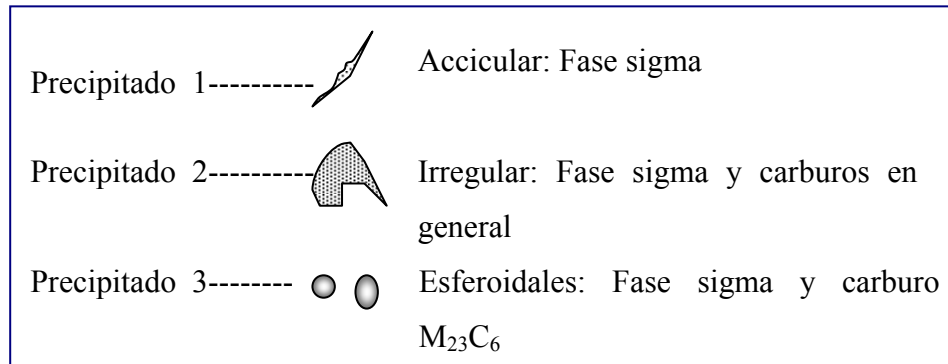 Precipitado 1---------- Accicular: Fase sigma
Precipitado 2---------- Irregular: Fase sigma y carburos en
general
Precipitado 3-------- Esferoidales: Fase sigma y carburo
M₂₃C₆